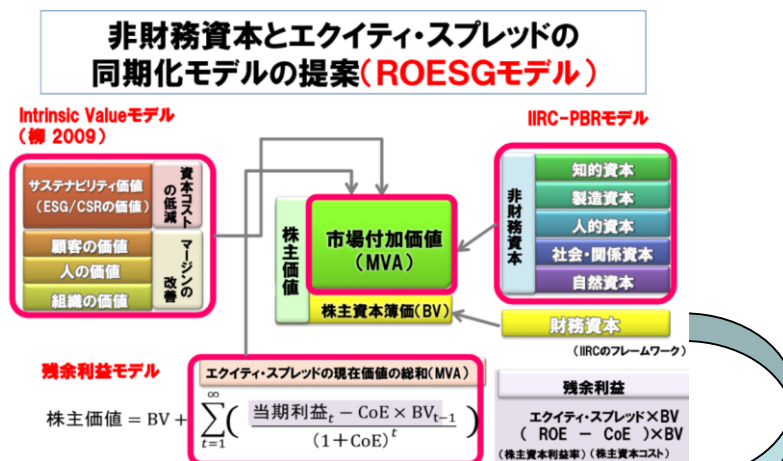 非財務資本とエクイティ・スプレッドの
同期化モデルの提案(ROESGモデル)
Intrinsic Valueモデル
(柳 2009)
サステナビリティ価値
(ESG/CSRの価値)
資本コストの低減
顧客の価値
人の価値
組織の価値
マージンの改善
株主価値
市場付加価値
(MVA)
株主資本簿価(BV)
IIRC-PBRモデル
非財務資本
知的資本
製造資本
人的資本
社会・関係資本
自然資本
財務資本
(IIRCのフレームワーク)
残余利益モデル
エクイティ・スプレッドの現在価値の総和(MVA)
株主価値 = BV + ∑_{t=1}^{∞} ( (当期利益_t − CoE × BV_{t−1}) / (1+CoE)^t )
残余利益
エクイティ・スプレッド×BV
( ROE − CoE )×BV
(株主資本利益率) (株主資本コスト)